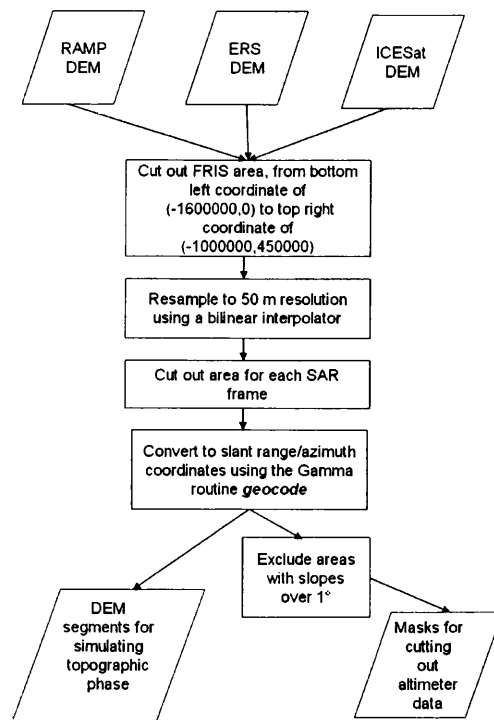 RAMP
DEM
ERS
DEM
ICESat
DEM
Cut out FRIS area, from bottom
left coordinate of
(-1600000,0) to top right
coordinate of
(-1000000,450000)
Resample to 50 m resolution
using a bilinear interpolator
Cut out area for each SAR
frame
Convert to slant range/azimuth
coordinates using the Gamma
routine geocode
Exclude areas
with slopes
over 1°
DEM
segments for
simulating
topographic
phase
Masks for
cutting
out
altimeter
data